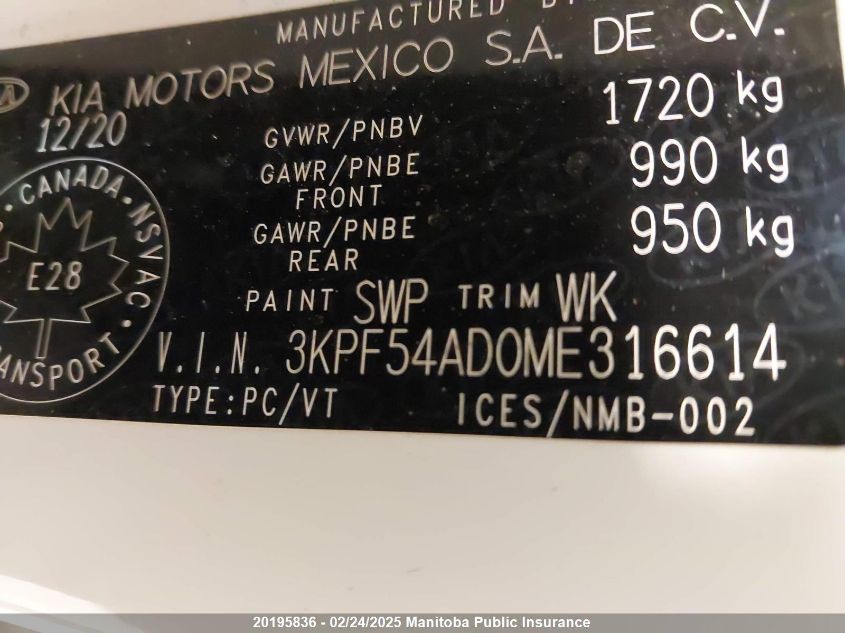 MANUFACTURED
KIA MOTORS MEXICO S.A. DE C.V.
12/20
GVWR/PNBV 1720 kg
GAWR/PNBE 990 kg
FRONT
GAWR/PNBE 950 kg
REAR
CANADA•NSVAC•
E28
PAINT SWP TRIM WK
V.I.N. 3KPF54AD0ME316614
TYPE:PC/VT ICES/NMB-002
20195836 - 02/24/2025 Manitoba Public Insurance